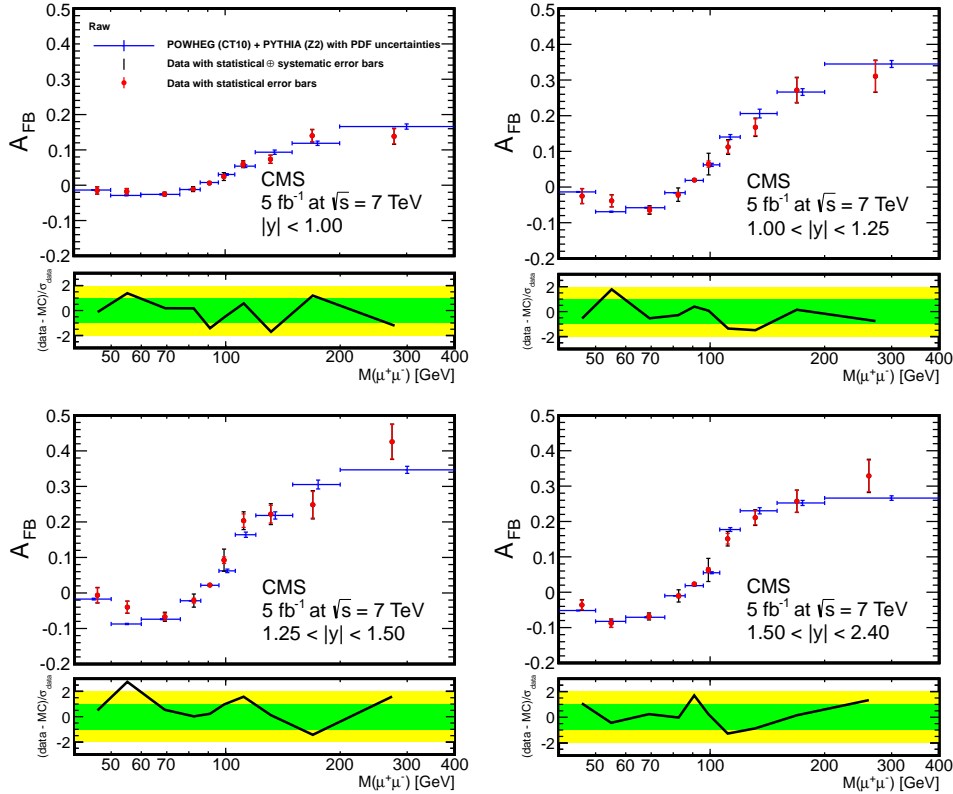 Raw
POWHEG (CT10) + PYTHIA (Z2) with PDF uncertainties
Data with statistical ⊕ systematic error bars
Data with statistical error bars
A_FB
0.5
0.4
0.3
0.2
0.1
0
-0.1
-0.2
CMS
5 fb⁻¹ at √s = 7 TeV
|y| < 1.00
(data - MC)/σ_data
2
0
-2
50 60 70 100 200 300 400
M(μ⁺μ⁻) [GeV]
A_FB
0.5
0.4
0.3
0.2
0.1
0
-0.1
-0.2
CMS
5 fb⁻¹ at √s = 7 TeV
1.00 < |y| < 1.25
(data - MC)/σ_data
2
0
-2
50 60 70 100 200 300 400
M(μ⁺μ⁻) [GeV]
A_FB
0.5
0.4
0.3
0.2
0.1
0
-0.1
-0.2
CMS
5 fb⁻¹ at √s = 7 TeV
1.25 < |y| < 1.50
(data - MC)/σ_data
2
0
-2
50 60 70 100 200 300 400
M(μ⁺μ⁻) [GeV]
A_FB
0.5
0.4
0.3
0.2
0.1
0
-0.1
-0.2
CMS
5 fb⁻¹ at √s = 7 TeV
1.50 < |y| < 2.40
(data - MC)/σ_data
2
0
-2
50 60 70 100 200 300 400
M(μ⁺μ⁻) [GeV]